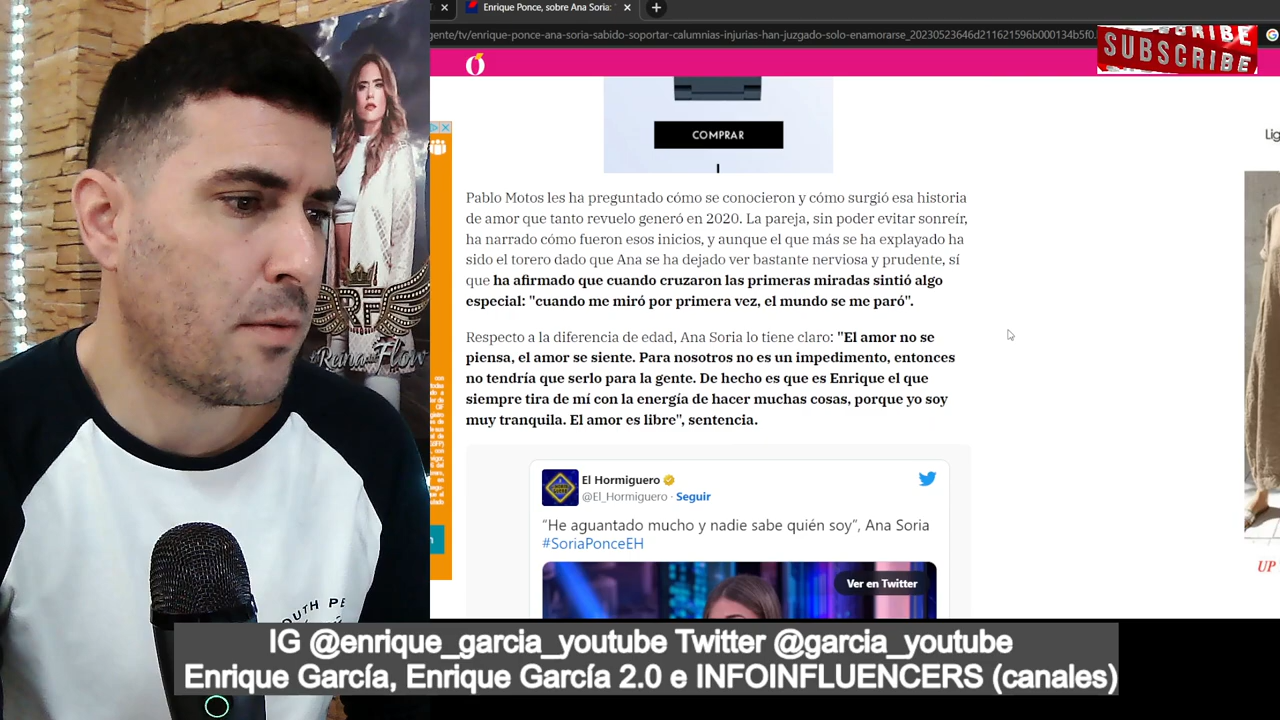 Enrique Ponce, sobre Ana Soria:
gente/tv/enrique-ponce-ana-soria-sabido-soportar-calumnias-injurias-han-juzgado-solo-enamorarse_20230523646d211621596b000134b5f0.
SUBSCRIBE
COMPRAR
Pablo Motos les ha preguntado cómo se conocieron y cómo surgió esa historia
de amor que tanto revuelo generó en 2020. La pareja, sin poder evitar sonreír,
ha narrado cómo fueron esos inicios, y aunque el que más se ha explayado ha
sido el torero dado que Ana se ha dejado ver bastante nerviosa y prudente, sí
que ha afirmado que cuando cruzaron las primeras miradas sintió algo
especial: "cuando me miró por primera vez, el mundo se me paró".
Respecto a la diferencia de edad, Ana Soria lo tiene claro: "El amor no se
piensa, el amor se siente. Para nosotros no es un impedimento, entonces
no tendría que serlo para la gente. De hecho es que es Enrique el que
siempre tira de mí con la energía de hacer muchas cosas, porque yo soy
muy tranquila. El amor es libre", sentencia.
El Hormiguero
@El_Hormiguero · Seguir
“He aguantado mucho y nadie sabe quién soy”, Ana Soria
#SoriaPonceEH
Ver en Twitter
Lig
UP
RF
Reina Flow
OUTH PE
IG @enrique_garcia_youtube Twitter @garcia_youtube
Enrique García, Enrique García 2.0 e INFOINFLUENCERS (canales)